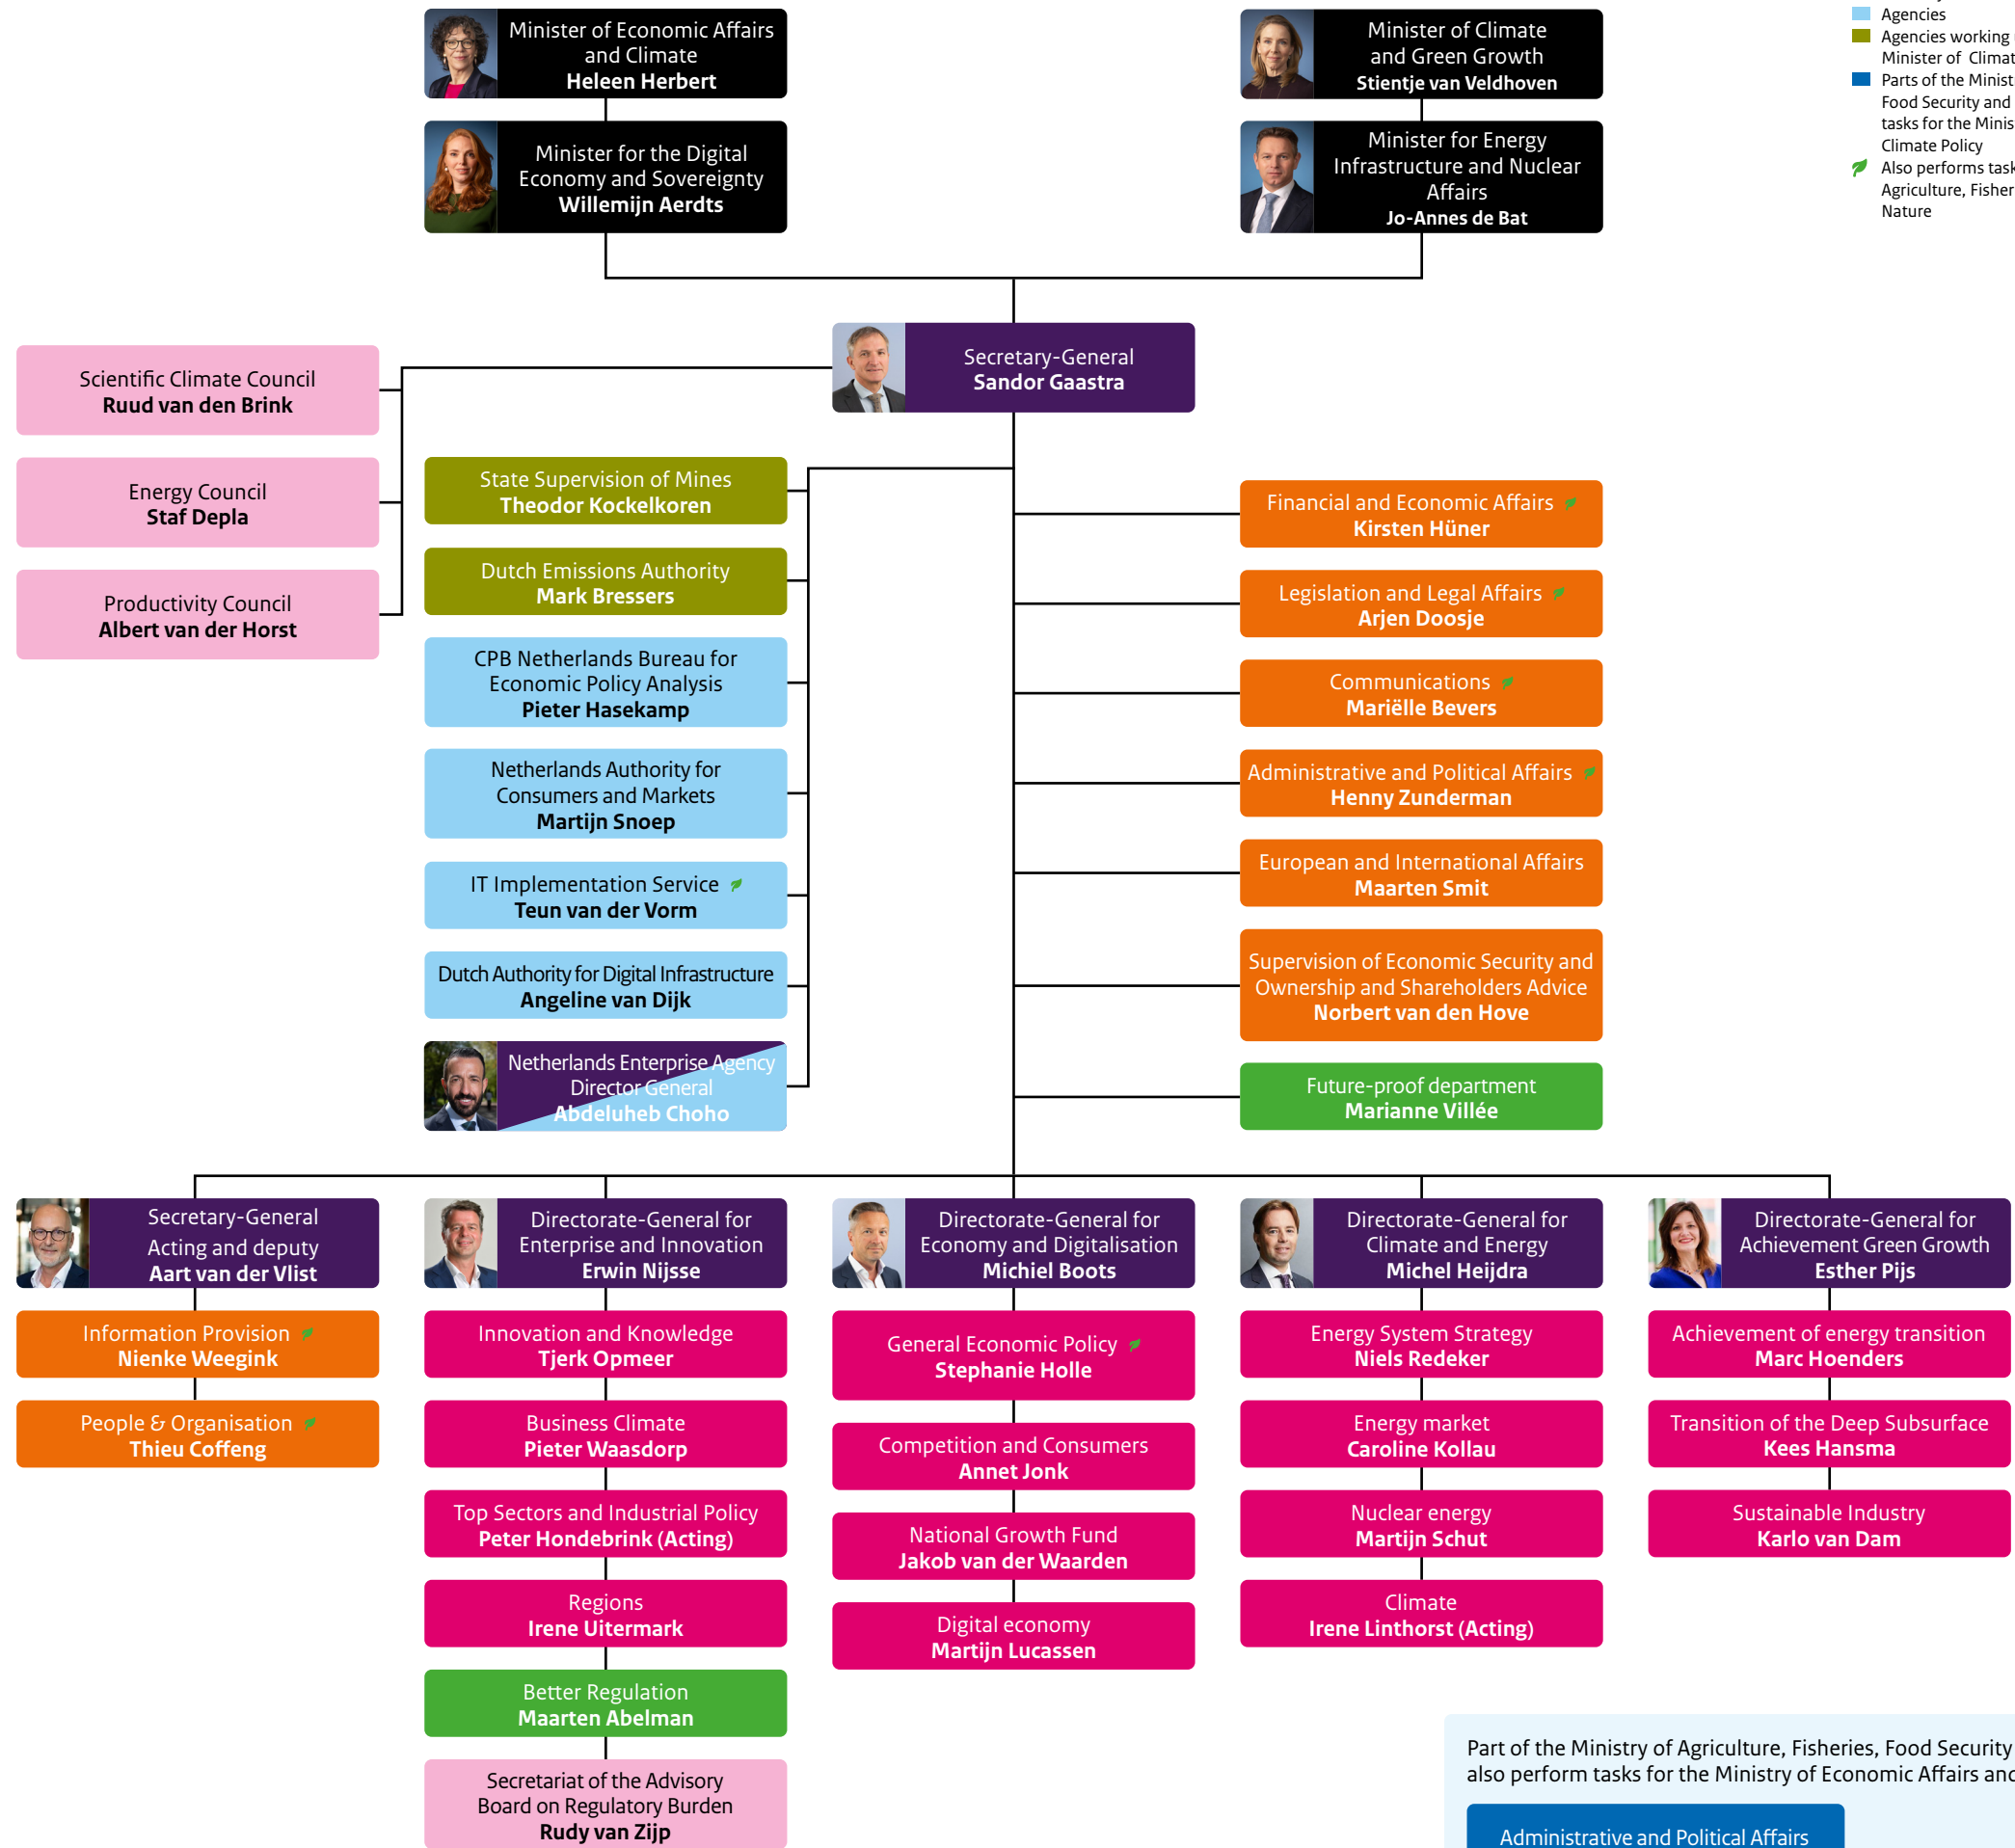 Minister of Economic Affairs
and Climate
Heleen Herbert
Minister for the Digital
Economy and Sovereignty
Willemijn Aerdts
Minister of Climate
and Green Growth
Stientje van Veldhoven
Minister for Energy
Infrastructure and Nuclear
Affairs
Jo-Annes de Bat
Agencies
Agencies working
Minister of Climat
Parts of the Ministr
Food Security and
tasks for the Minis
Climate Policy
Also performs task
Agriculture, Fisher
Nature
Secretary-General
Sandor Gaastra
Scientific Climate Council
Ruud van den Brink
Energy Council
Staf Depla
Productivity Council
Albert van der Horst
State Supervision of Mines
Theodor Kockelkoren
Dutch Emissions Authority
Mark Bressers
CPB Netherlands Bureau for
Economic Policy Analysis
Pieter Hasekamp
Netherlands Authority for
Consumers and Markets
Martijn Snoep
IT Implementation Service
Teun van der Vorm
Dutch Authority for Digital Infrastructure
Angeline van Dijk
Netherlands Enterprise Agency
Director General
Abdeluheb Choho
Financial and Economic Affairs
Kirsten Hüner
Legislation and Legal Affairs
Arjen Doosje
Communications
Mariëlle Bevers
Administrative and Political Affairs
Henny Zunderman
European and International Affairs
Maarten Smit
Supervision of Economic Security and
Ownership and Shareholders Advice
Norbert van den Hove
Future-proof department
Marianne Villée
Secretary-General
Acting and deputy
Aart van der Vlist
Information Provision
Nienke Weegink
People & Organisation
Thieu Coffeng
Directorate-General for
Enterprise and Innovation
Erwin Nijsse
Innovation and Knowledge
Tjerk Opmeer
Business Climate
Pieter Waasdorp
Top Sectors and Industrial Policy
Peter Hondebrink (Acting)
Regions
Irene Uitermark
Better Regulation
Maarten Abelman
Secretariat of the Advisory
Board on Regulatory Burden
Rudy van Zijp
Directorate-General for
Economy and Digitalisation
Michiel Boots
General Economic Policy
Stephanie Holle
Competition and Consumers
Annet Jonk
National Growth Fund
Jakob van der Waarden
Digital economy
Martijn Lucassen
Directorate-General for
Climate and Energy
Michel Heijdra
Energy System Strategy
Niels Redeker
Energy market
Caroline Kollau
Nuclear energy
Martijn Schut
Climate
Irene Linthorst (Acting)
Directorate-General for
Achievement Green Growth
Esther Pijs
Achievement of energy transition
Marc Hoenders
Transition of the Deep Subsurface
Kees Hansma
Sustainable Industry
Karlo van Dam
Part of the Ministry of Agriculture, Fisheries, Food Security
also perform tasks for the Ministry of Economic Affairs and
Administrative and Political Affairs